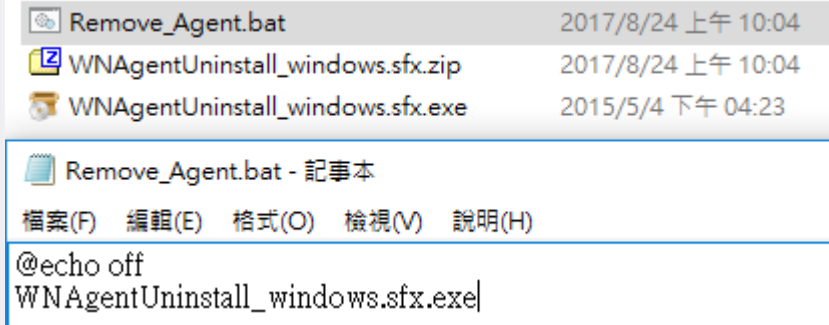 Remove_Agent.bat 2017/8/24 上午 10:04
WNAgentUninstall_windows.sfx.zip 2017/8/24 上午 10:04
WNAgentUninstall_windows.sfx.exe 2015/5/4 下午 04:23
Remove_Agent.bat - 記事本
檔案(F) 編輯(E) 格式(O) 檢視(V) 說明(H)
@echo off
WNAgentUninstall_windows.sfx.exe